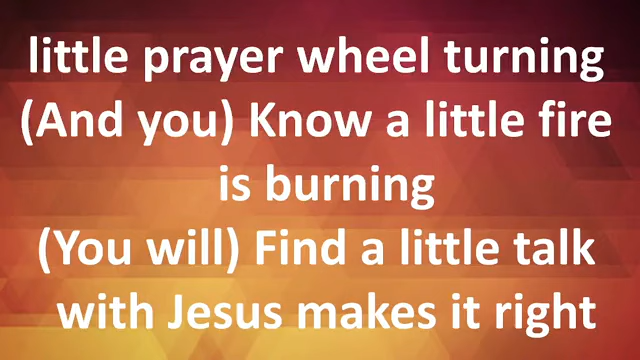 little prayer wheel turning
(And you) Know a little fire
is burning
(You will) Find a little talk
with Jesus makes it right